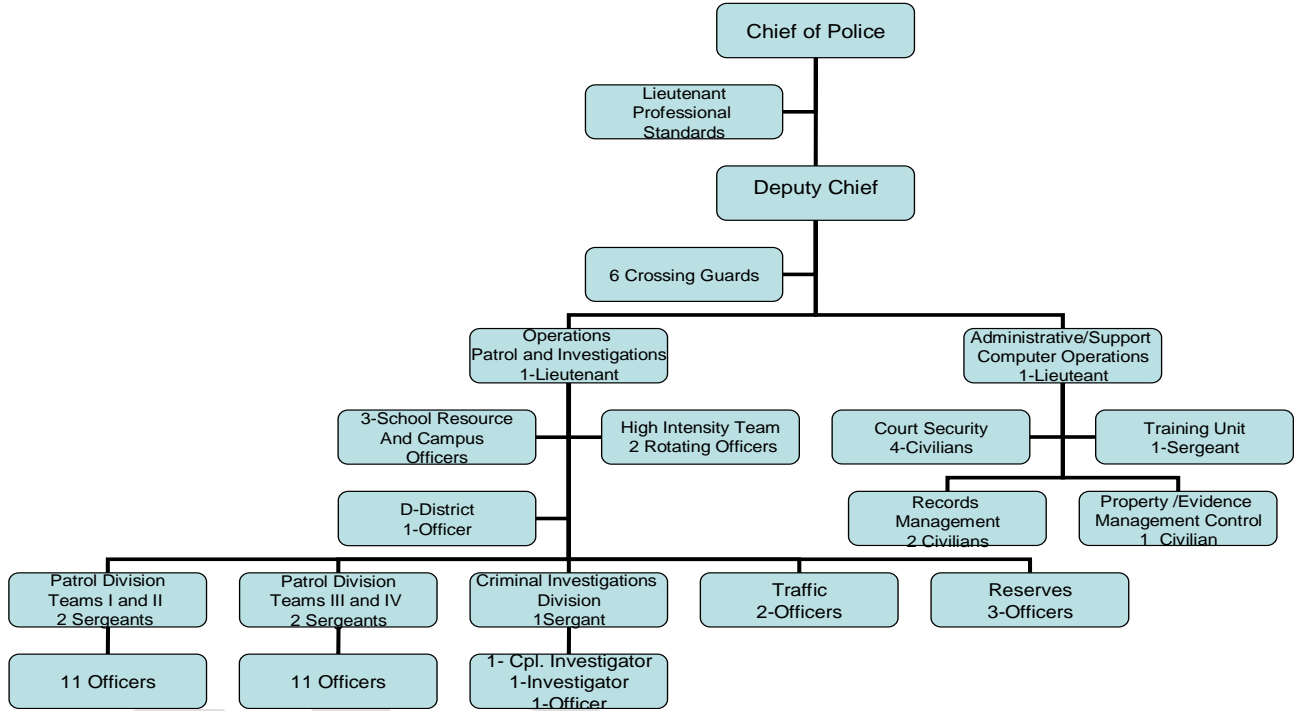 Chief of Police
Lieutenant
Professional
Standards
Deputy Chief
6 Crossing Guards
Operations
Patrol and Investigations
1-Lieutenant
Administrative/Support
Computer Operations
1-Lieuteant
3-School Resource
And Campus
Officers
High Intensity Team
2 Rotating Officers
Court Security
4-Civilians
Training Unit
1-Sergeant
D-District
1-Officer
Records
Management
2 Civilians
Property /Evidence
Management Control
1 Civilian
Patrol Division
Teams I and II
2 Sergeants
Patrol Division
Teams III and IV
2 Sergeants
Criminal Investigations
Division
1Sergant
Traffic
2-Officers
Reserves
3-Officers
11 Officers
11 Officers
1- Cpl. Investigator
1-Investigator
1-Officer